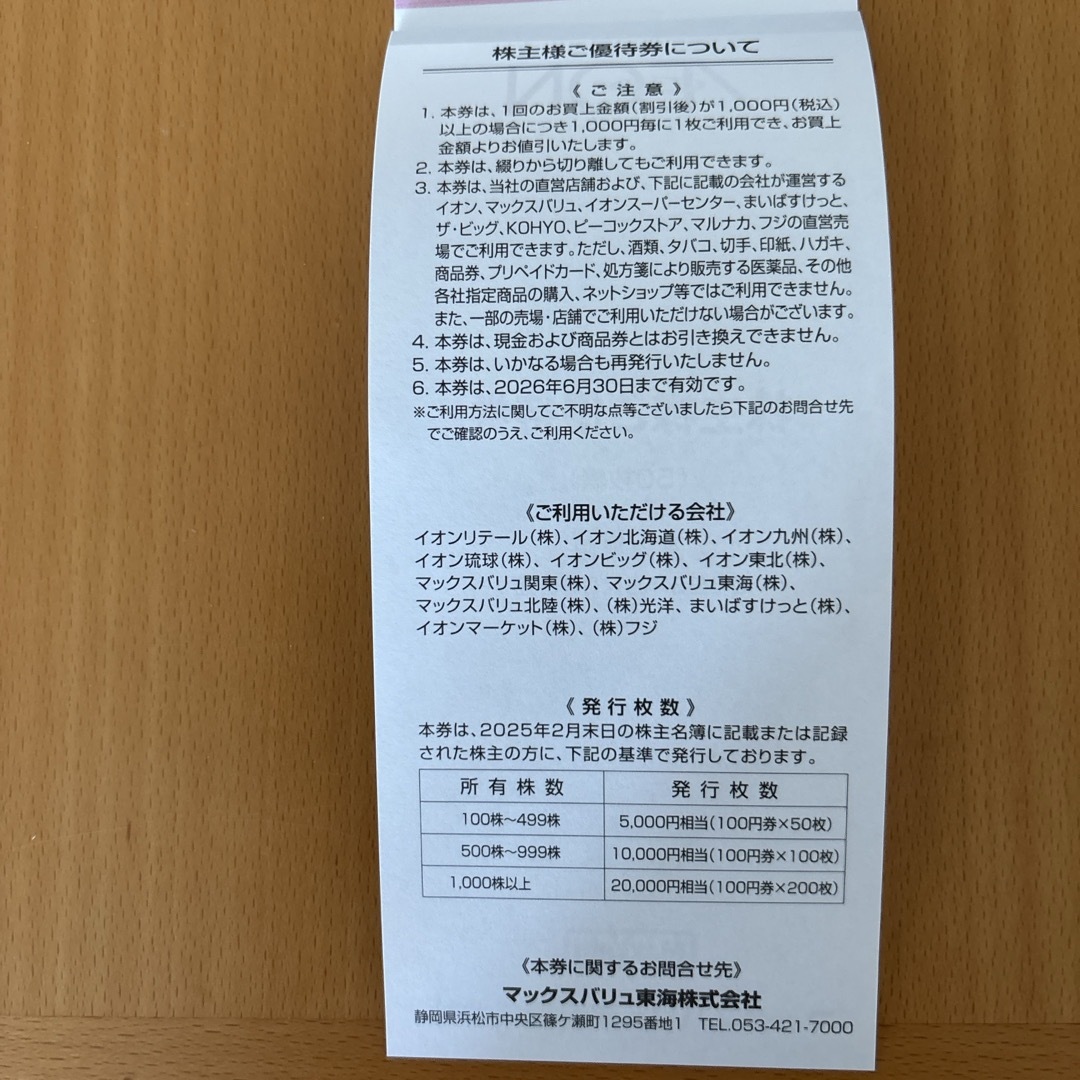 株主様ご優待券について
《ご注意》
1. 本券は、1回のお買上金額(割引後)が1,000円(税込)
以上の場合につき1,000円毎に1枚ご利用でき、お買上
金額よりお値引いたします。
2. 本券は、綴りから切り離してもご利用できます。
3. 本券は、当社の直営店舗および、下記に記載の会社が運営する
イオン、マックスバリュ、イオンスーパーセンター、まいばすけっと、
ザ・ビッグ、KOHYO、ピーコックストア、マルナカ、フジの直営売
場でご利用できます。ただし、酒類、タバコ、切手、印紙、ハガキ、
商品券、プリペイドカード、処方箋により販売する医薬品、その他
各社指定商品の購入、ネットショップ等ではご利用できません。
また、一部の売場・店舗でご利用いただけない場合がございます。
4. 本券は、現金および商品券とはお引き換えできません。
5. 本券は、いかなる場合も再発行いたしません。
6. 本券は、2026年6月30日まで有効です。
※ご利用方法に関してご不明な点等ございましたら下記のお問合せ先
でご確認のうえ、ご利用ください。
《ご利用いただける会社》
イオンリテール(株)、イオン北海道(株)、イオン九州(株)、
イオン琉球(株)、イオンビッグ(株)、イオン東北(株)、
マックスバリュ関東(株)、マックスバリュ東海(株)、
マックスバリュ北陸(株)、(株)光洋、まいばすけっと(株)、
イオンマーケット(株)、(株)フジ
《発行枚数》
本券は、2025年2月末日の株主名簿に記載または記録
された株主の方に、下記の基準で発行しております。
所有株数 発行枚数
100株〜499株 5,000円相当(100円券×50枚)
500株〜999株 10,000円相当(100円券×100枚)
1,000株以上 20,000円相当(100円券×200枚)
《本券に関するお問合せ先》
マックスバリュ東海株式会社
静岡県浜松市中央区篠ケ瀬町1295番地1 TEL.053-421-7000